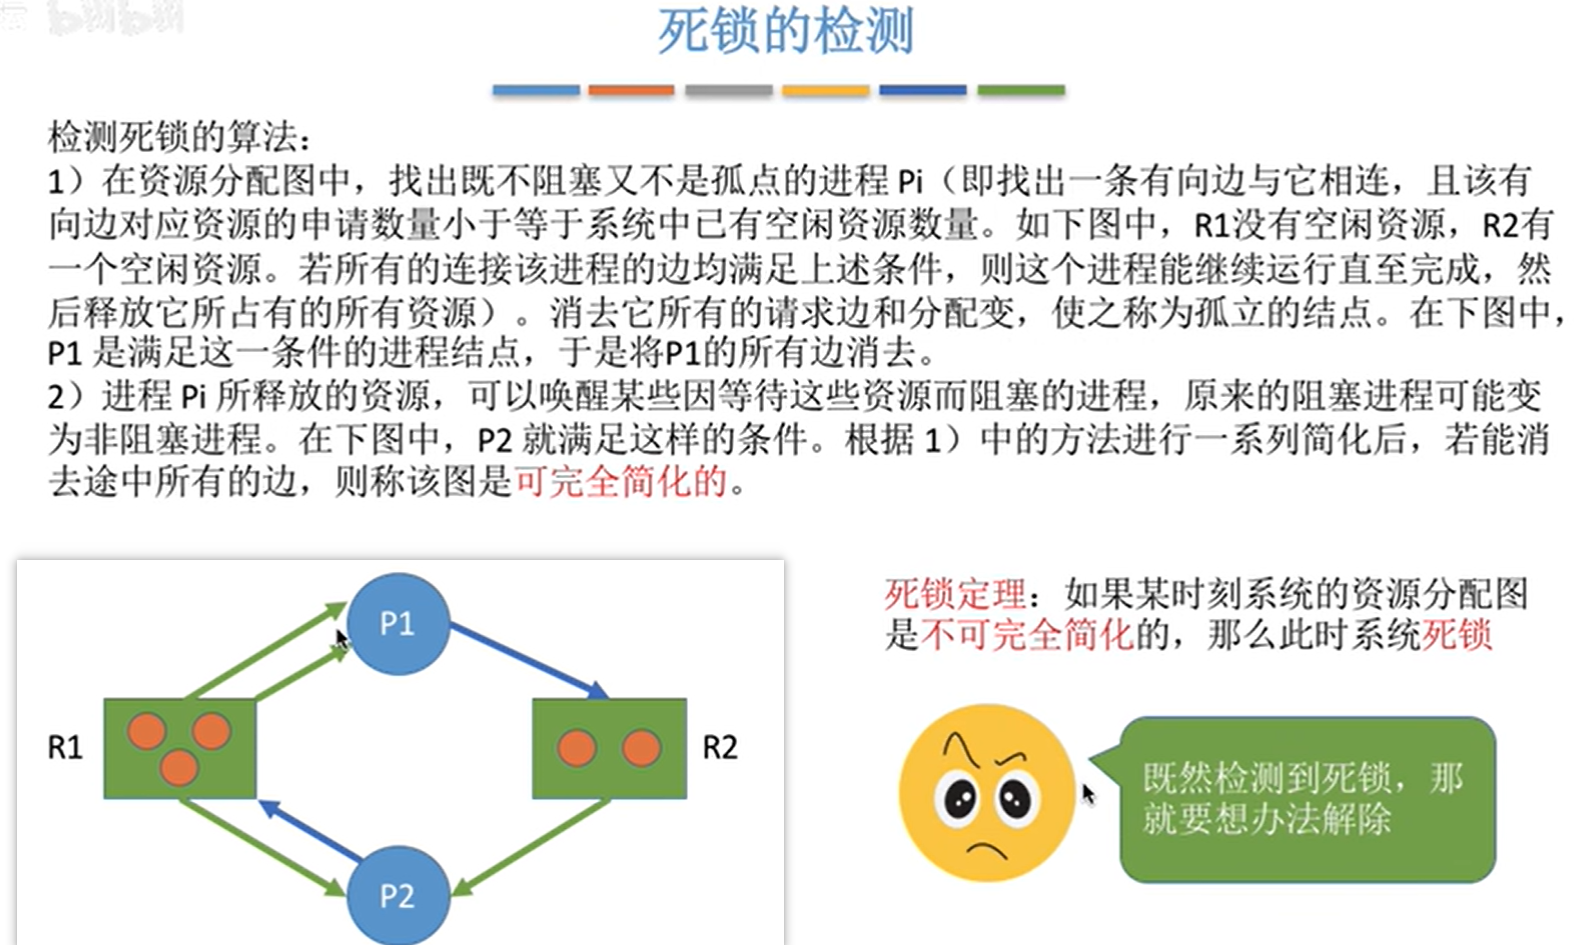 死锁的检测
检测死锁的算法：
1）在资源分配图中，找出既不阻塞又不是孤点的进程 Pi（即找出一条有向边与它相连，且该有
向边对应资源的申请数量小于等于系统中已有空闲资源数量。如下图中，R1没有空闲资源，R2有
一个空闲资源。若所有的连接该进程的边均满足上述条件，则这个进程能继续运行直至完成，然
后释放它所占有的所有资源）。消去它所有的请求边和分配变，使之称为孤立的结点。在下图中，
P1 是满足这一条件的进程结点，于是将P1的所有边消去。
2）进程 Pi 所释放的资源，可以唤醒某些因等待这些资源而阻塞的进程，原来的阻塞进程可能变
为非阻塞进程。在下图中，P2 就满足这样的条件。根据 1）中的方法进行一系列简化后，若能消
去途中所有的边，则称该图是可完全简化的。
P1
R1
R2
P2
死锁定理：如果某时刻系统的资源分配图
是不可完全简化的，那么此时系统死锁
既然检测到死锁，那
就要想办法解除